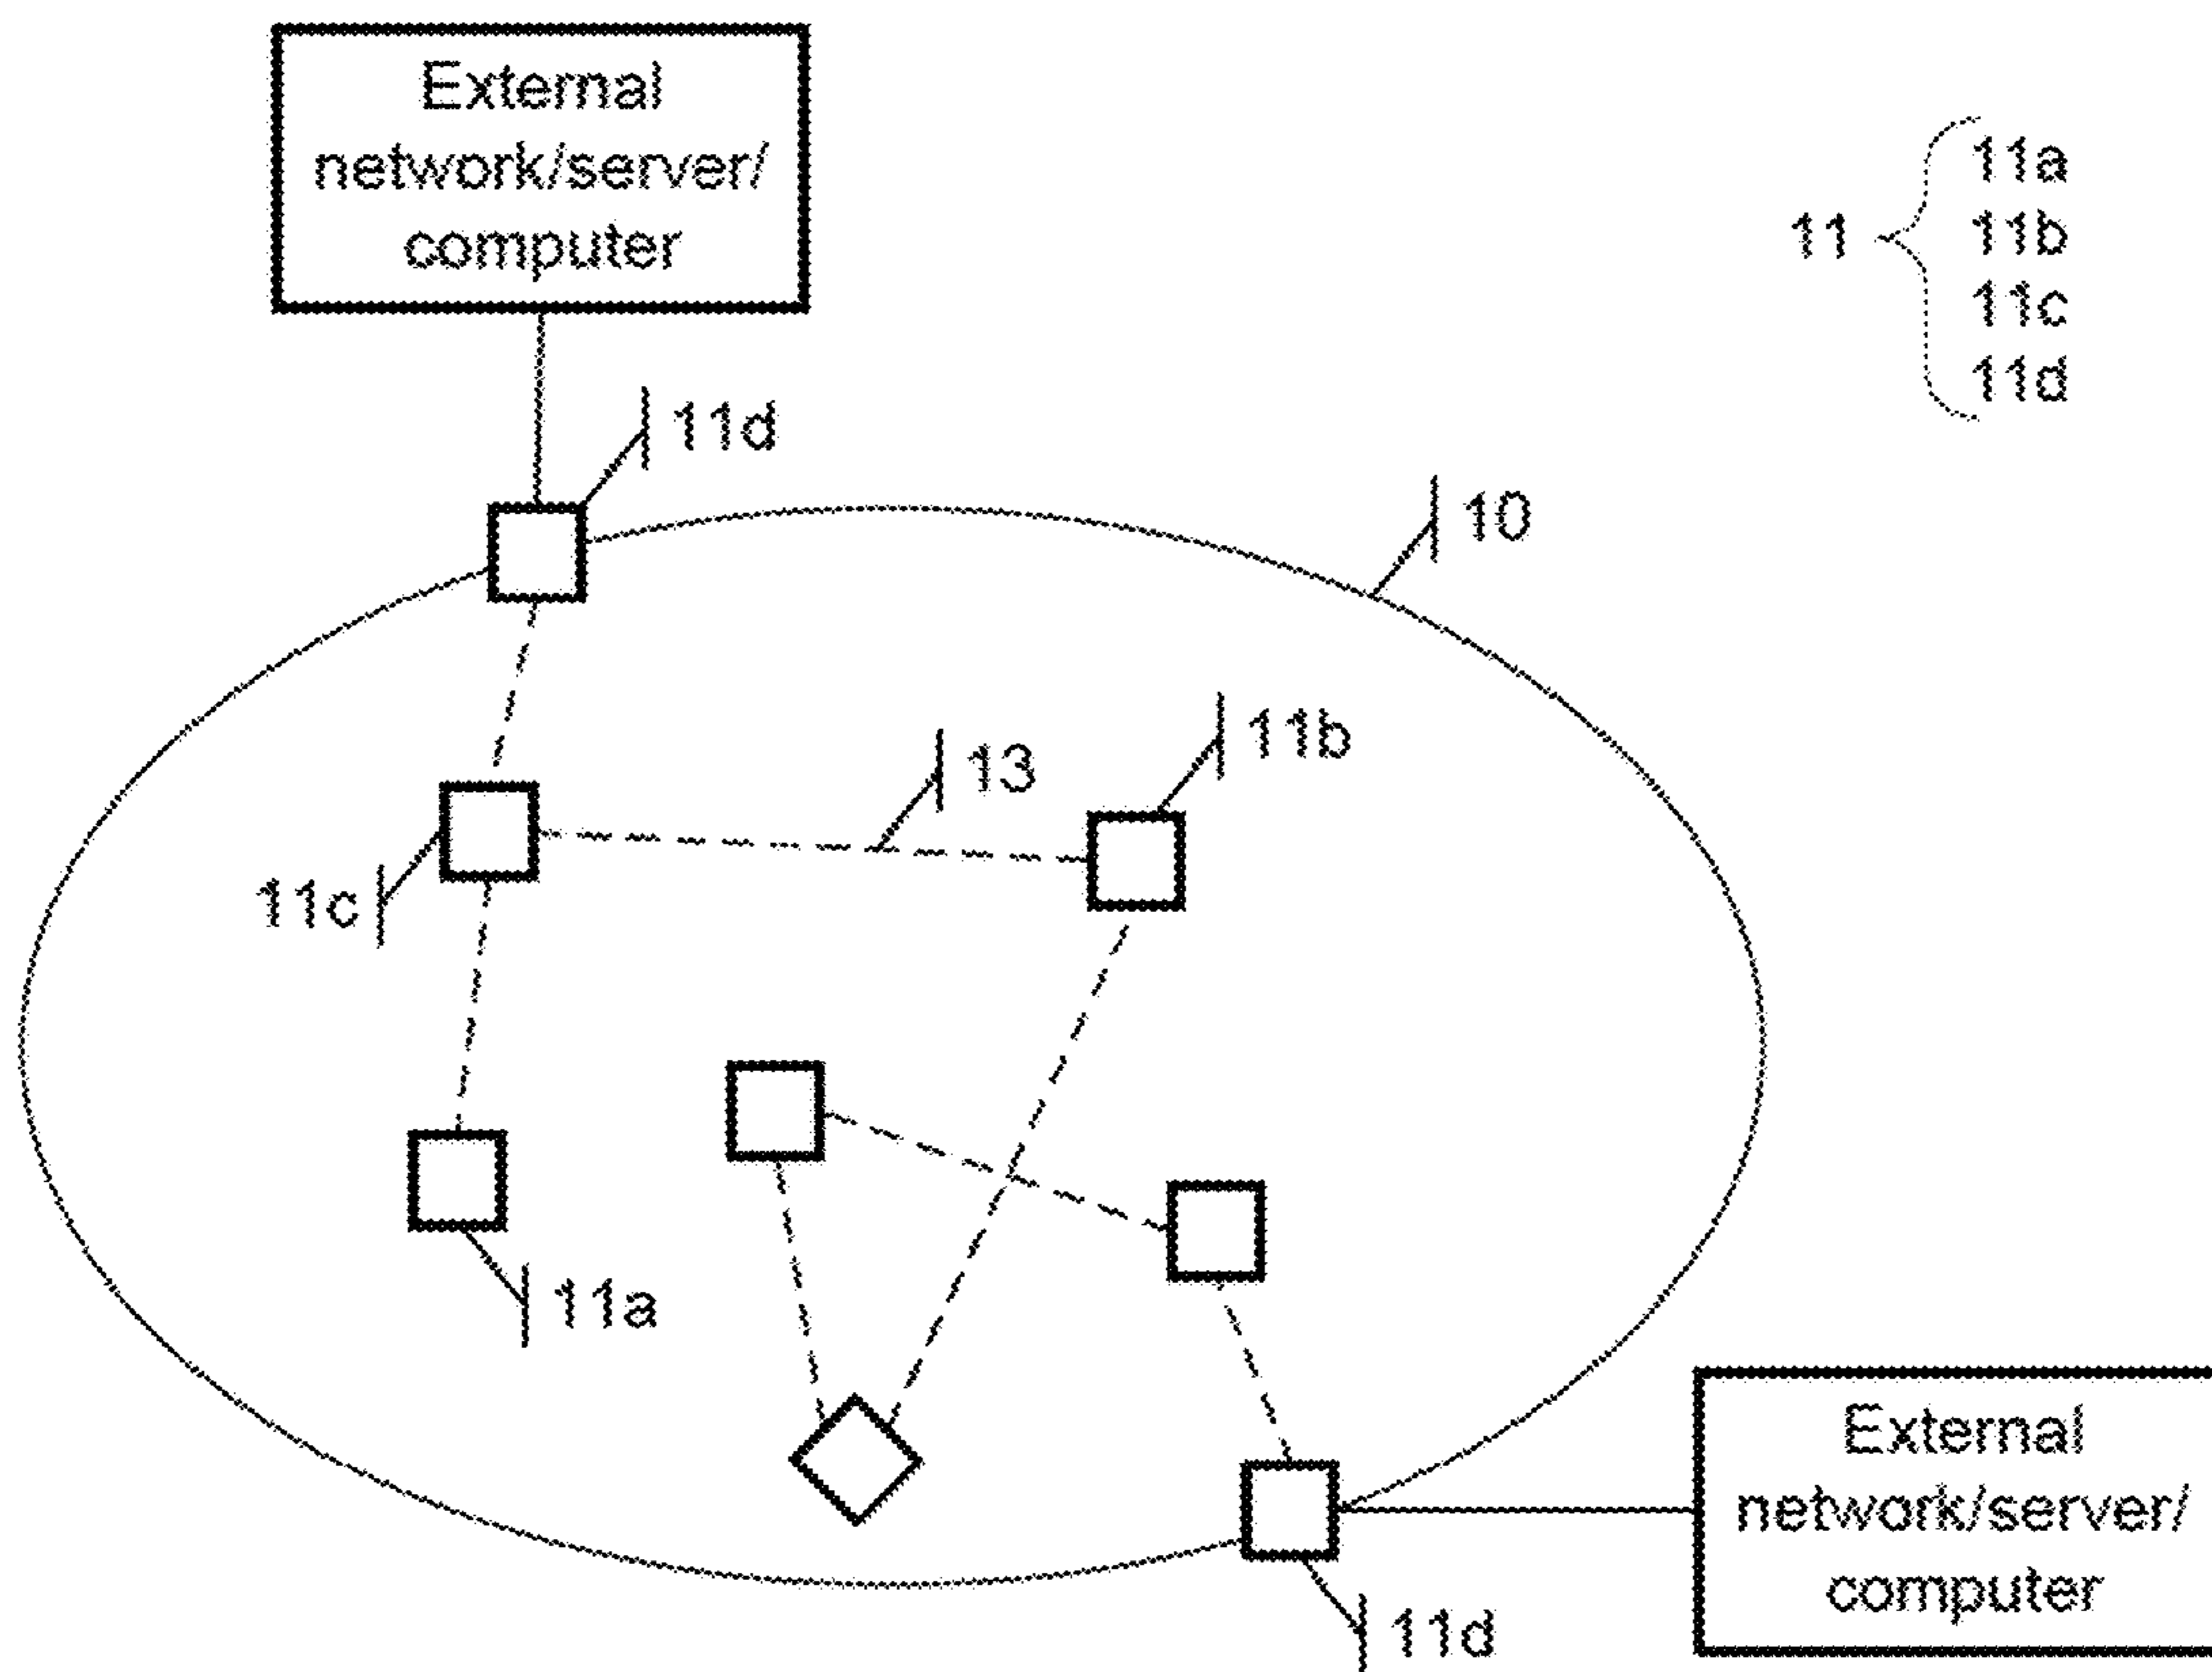 External
network/server/
computer
11
11a
11b
11c
11d
11d
10
11b
13
11c
11a
External
network/server/
computer
11d